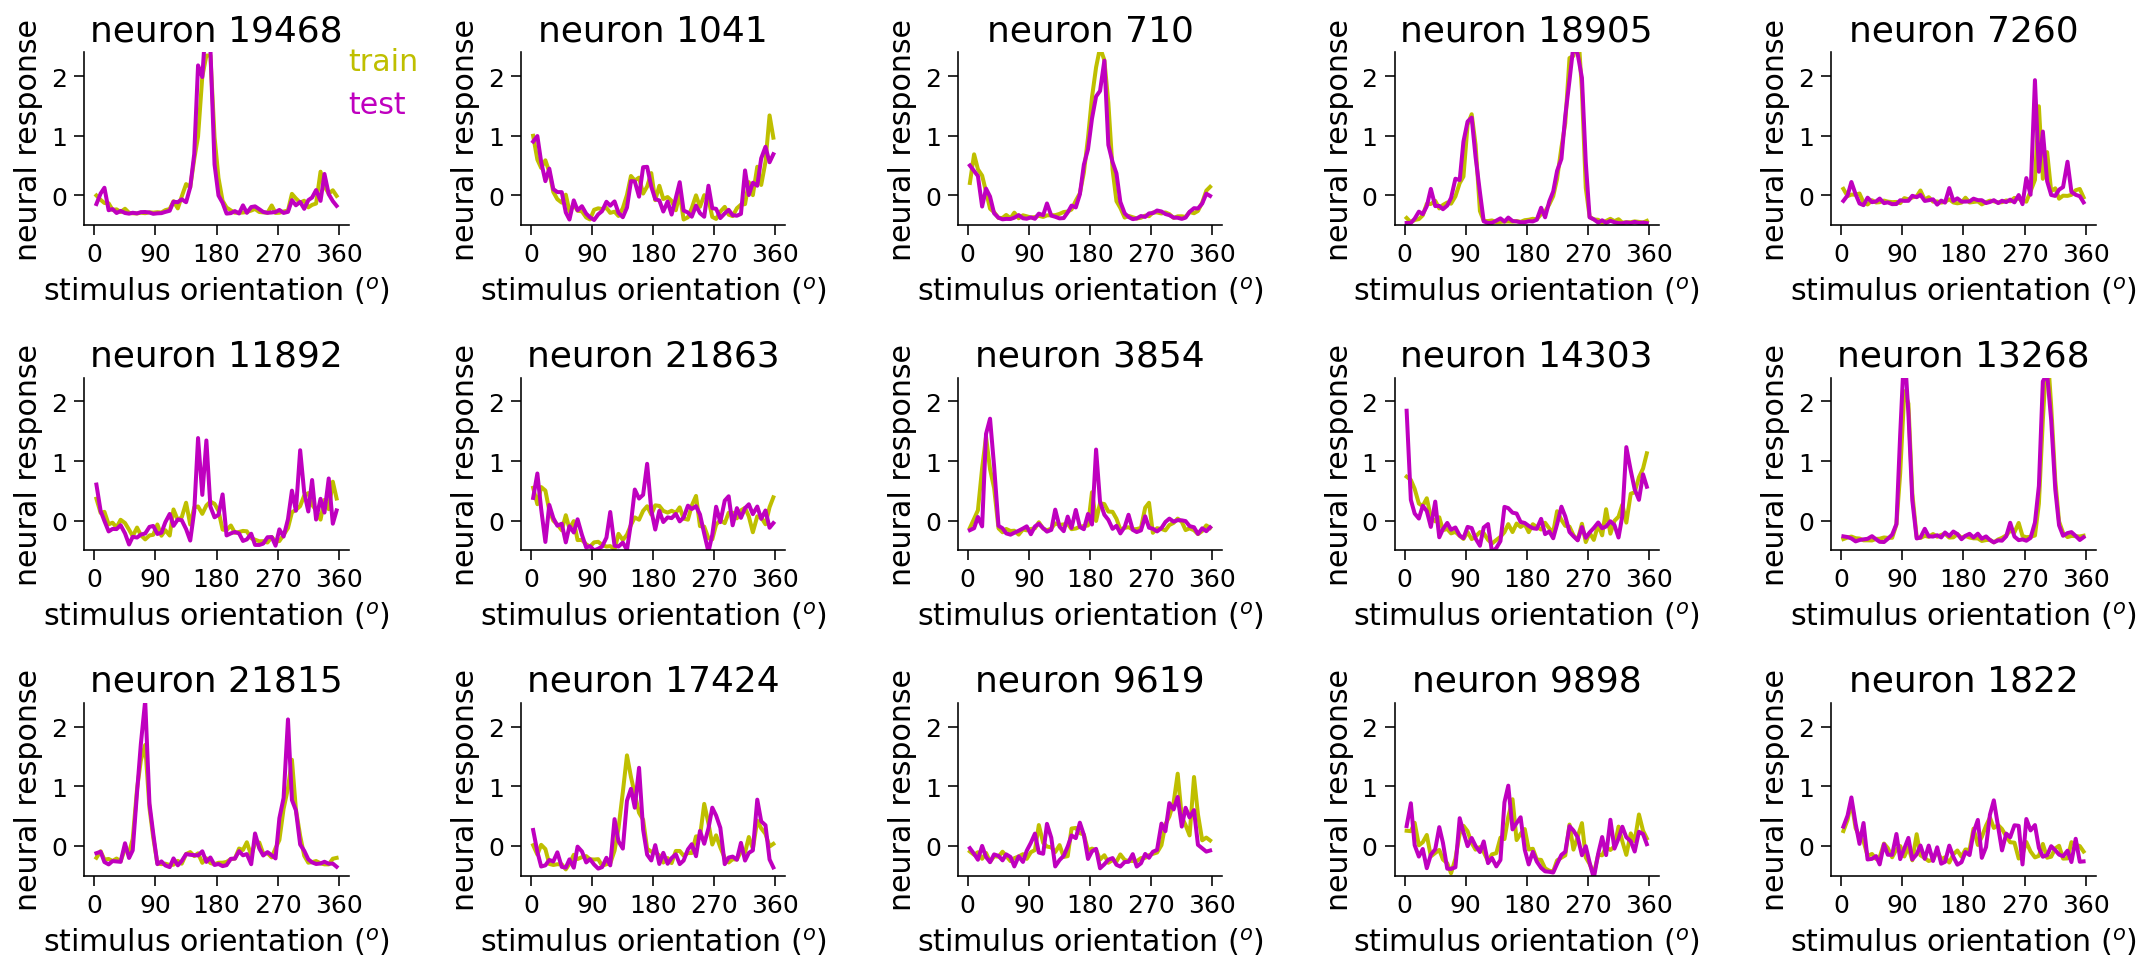 neuron 19468
neural response
2
1
0
0 90 180 270 360
stimulus orientation (o)
train
test
neuron 1041
neural response
2
1
0
0 90 180 270 360
stimulus orientation (o)
neuron 710
neural response
2
1
0
0 90 180 270 360
stimulus orientation (o)
neuron 18905
neural response
2
1
0
0 90 180 270 360
stimulus orientation (o)
neuron 7260
neural response
2
1
0
0 90 180 270 360
stimulus orientation (o)
neuron 11892
neural response
2
1
0
0 90 180 270 360
stimulus orientation (o)
neuron 21863
neural response
2
1
0
0 90 180 270 360
stimulus orientation (o)
neuron 3854
neural response
2
1
0
0 90 180 270 360
stimulus orientation (o)
neuron 14303
neural response
2
1
0
0 90 180 270 360
stimulus orientation (o)
neuron 13268
neural response
2
1
0
0 90 180 270 360
stimulus orientation (o)
neuron 21815
neural response
2
1
0
0 90 180 270 360
stimulus orientation (o)
neuron 17424
neural response
2
1
0
0 90 180 270 360
stimulus orientation (o)
neuron 9619
neural response
2
1
0
0 90 180 270 360
stimulus orientation (o)
neuron 9898
neural response
2
1
0
0 90 180 270 360
stimulus orientation (o)
neuron 1822
neural response
2
1
0
0 90 180 270 360
stimulus orientation (o)